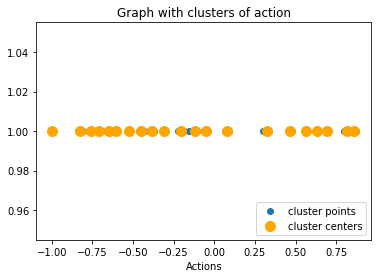 Graph with clusters of action
1.04
1.02
1.00
0.98
0.96
−1.00 −0.75 −0.50 −0.25 0.00 0.25 0.50 0.75
Actions
cluster points
cluster centers